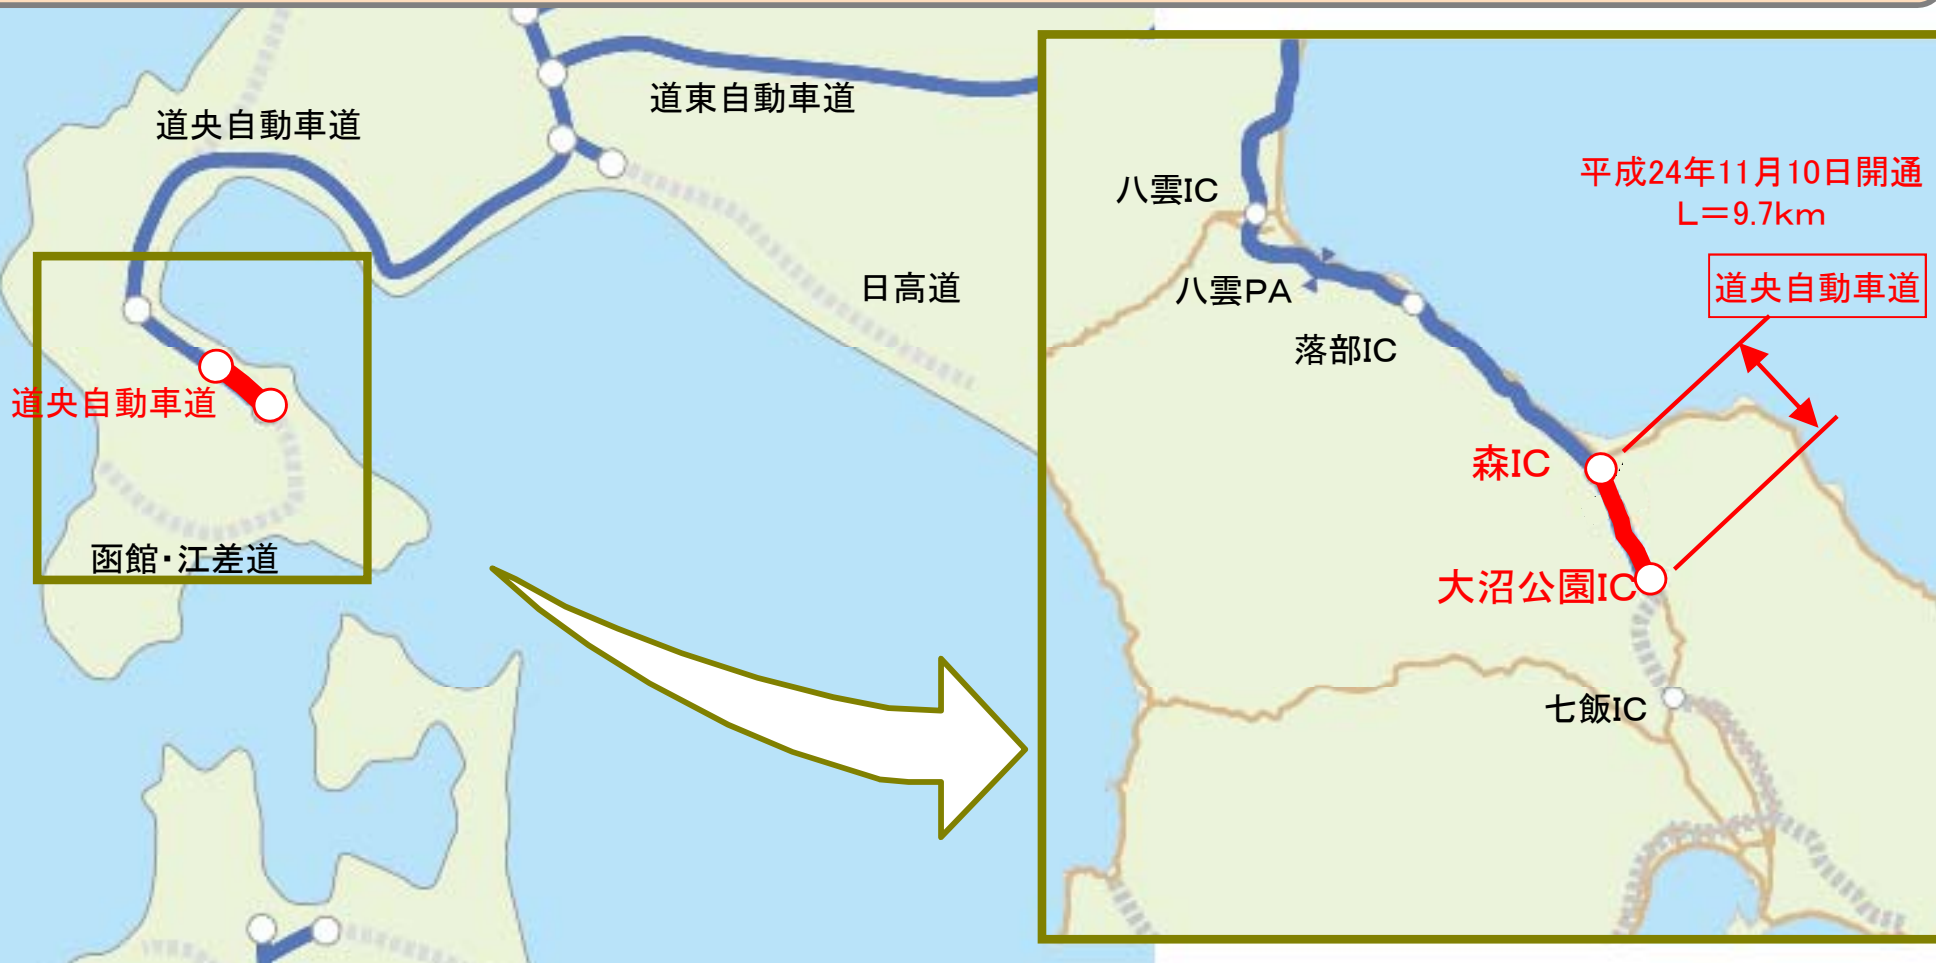 道央自動車道
道東自動車道
日高道
道央自動車道
函館・江差道
八雲IC
八雲PA
落部IC
平成24年11月10日開通
L＝9.7km
道央自動車道
森IC
大沼公園IC
七飯IC